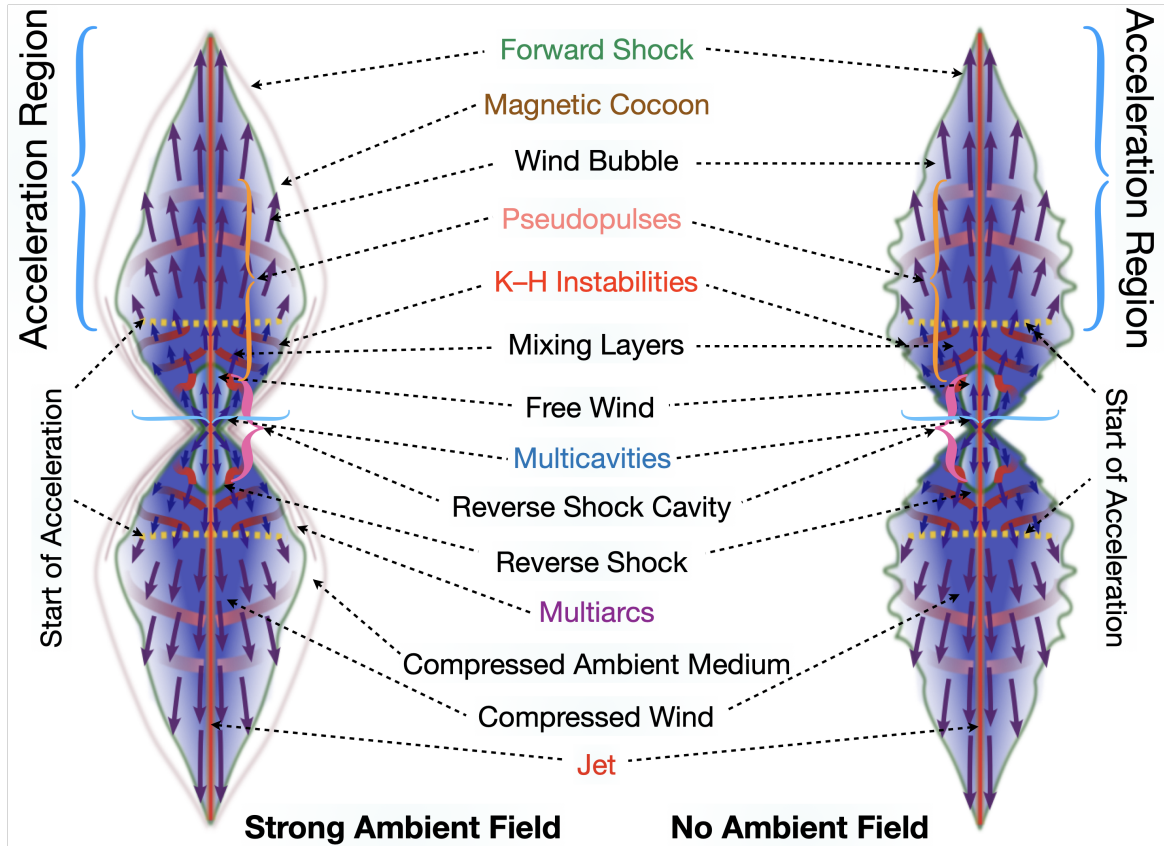 Acceleration Region
Forward Shock
Magnetic Cocoon
Wind Bubble
Pseudopulses
K–H Instabilities
Mixing Layers
Free Wind
Multicavities
Reverse Shock Cavity
Reverse Shock
Multiarcs
Compressed Ambient Medium
Compressed Wind
Jet
Start of Acceleration
Acceleration Region
Start of Acceleration
Strong Ambient Field
No Ambient Field